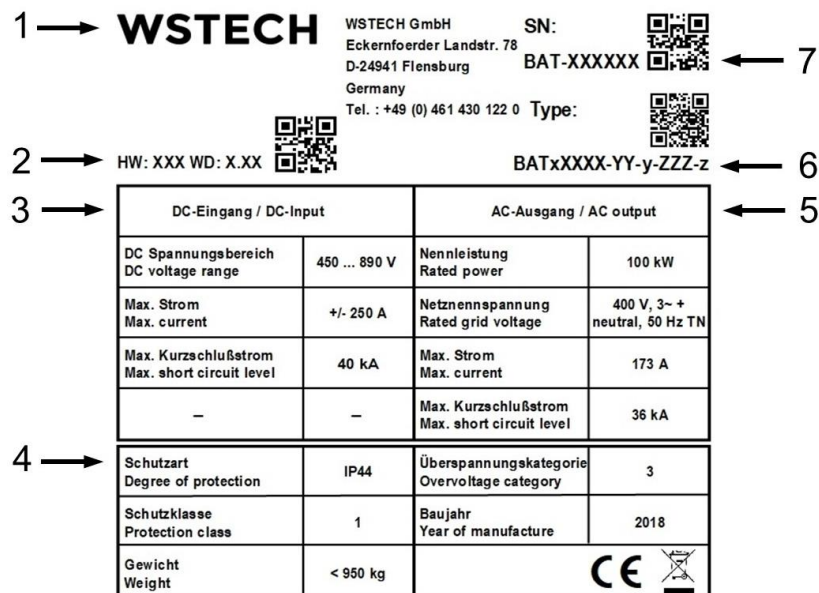 1
WSTECH
WSTECH GmbH
Eckernfoerder Landstr. 78
D-24941 Flensburg
Germany
Tel. : +49 (0) 461 430 122 0
SN:
BAT-XXXXXX
7
Type:
2
HW: XXX WD: X.XX
BATxXXXX-YY-y-ZZZ-z
6
3
DC-Eingang / DC-Input
AC-Ausgang / AC output
5
DC Spannungsbereich
DC voltage range
450 ... 890 V
Nennleistung
Rated power
100 kW
Max. Strom
Max. current
+/- 250 A
Netznennspannung
Rated grid voltage
400 V, 3~ +
neutral, 50 Hz TN
Max. Kurzschlußstrom
Max. short circuit level
40 kA
Max. Strom
Max. current
173 A
–
–
Max. Kurzschlußstrom
Max. short circuit level
36 kA
4
Schutzart
Degree of protection
IP44
Überspannungskategorie
Overvoltage category
3
Schutzklasse
Protection class
1
Baujahr
Year of manufacture
2018
Gewicht
Weight
< 950 kg
CE